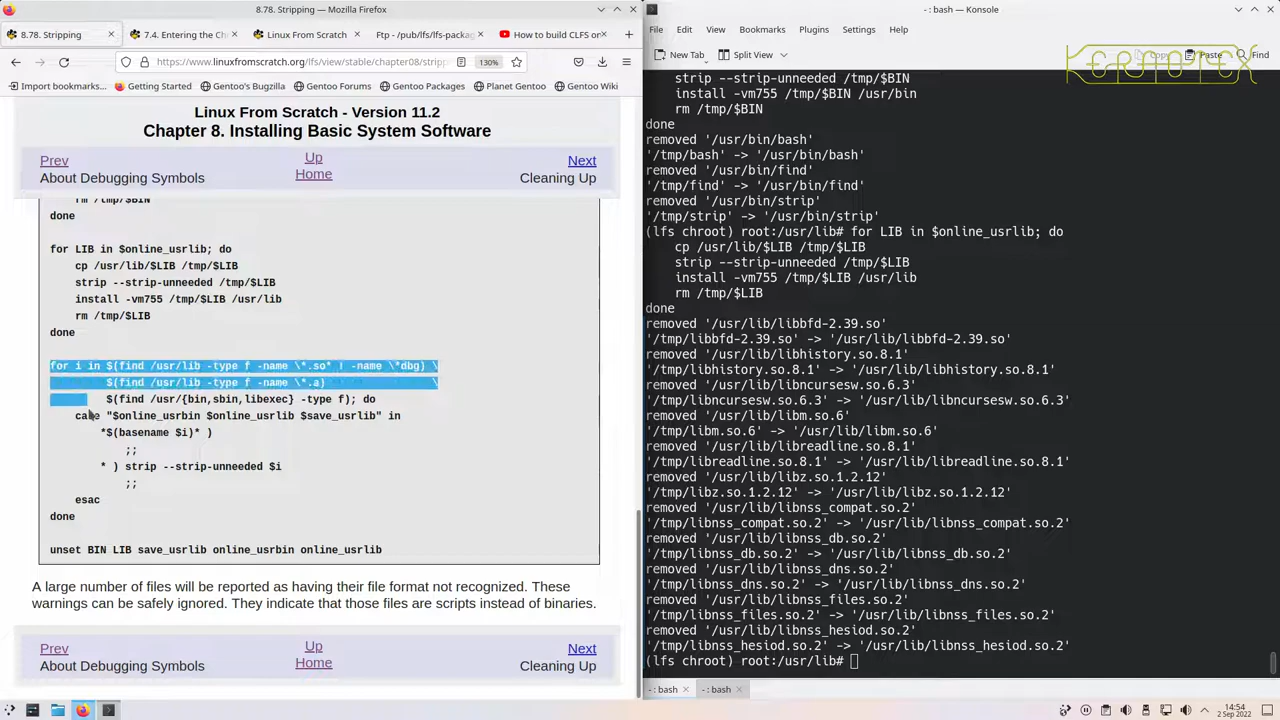 8.78. Stripping — Mozilla Firefox
8.78. Stripping
7.4. Entering the Ch
Linux From Scratch
Ftp - /pub/lfs/lfs-packag
How to build CLFS on
https://www.linuxfromscratch.org/lfs/view/stable/chapter08/strip
Import bookmarks...
Getting Started
Gentoo's Bugzilla
Gentoo Forums
Gentoo Packages
Planet Gentoo
Gentoo Wiki
Linux From Scratch - Version 11.2
Chapter 8. Installing Basic System Software
Prev
Up
Next
About Debugging Symbols
Home
Cleaning Up
rm /tmp/$BIN
done
for LIB in $online_usrlib; do
cp /usr/lib/$LIB /tmp/$LIB
strip --strip-unneeded /tmp/$LIB
install -vm755 /tmp/$LIB /usr/lib
rm /tmp/$LIB
done
for i in $(find /usr/lib -type f -name \*.so* ! -name \*dbg) \
$(find /usr/lib -type f -name \*.a) \
$(find /usr/{bin,sbin,libexec} -type f); do
case "$online_usrbin $online_usrlib $save_usrlib" in
*$(basename $i)* )
;;
* ) strip --strip-unneeded $i
;;
esac
done
unset BIN LIB save_usrlib online_usrbin online_usrlib
A large number of files will be reported as having their file format not recognized. These
warnings can be safely ignored. They indicate that those files are scripts instead of binaries.
Prev
Up
Next
About Debugging Symbols
Home
Cleaning Up
- : bash — Konsole
File Edit View Bookmarks Plugins Settings Help
New Tab
Split View
Copy
Paste
Find
KERNOTEX
strip --strip-unneeded /tmp/$BIN
install -vm755 /tmp/$BIN /usr/bin
rm /tmp/$BIN
done
removed '/usr/bin/bash'
'/tmp/bash' -> '/usr/bin/bash'
removed '/usr/bin/find'
'/tmp/find' -> '/usr/bin/find'
removed '/usr/bin/strip'
'/tmp/strip' -> '/usr/bin/strip'
(lfs chroot) root:/usr/lib# for LIB in $online_usrlib; do
cp /usr/lib/$LIB /tmp/$LIB
strip --strip-unneeded /tmp/$LIB
install -vm755 /tmp/$LIB /usr/lib
rm /tmp/$LIB
done
removed '/usr/lib/libbfd-2.39.so'
'/tmp/libbfd-2.39.so' -> '/usr/lib/libbfd-2.39.so'
removed '/usr/lib/libhistory.so.8.1'
'/tmp/libhistory.so.8.1' -> '/usr/lib/libhistory.so.8.1'
removed '/usr/lib/libncursesw.so.6.3'
'/tmp/libncursesw.so.6.3' -> '/usr/lib/libncursesw.so.6.3'
removed '/usr/lib/libm.so.6'
'/tmp/libm.so.6' -> '/usr/lib/libm.so.6'
removed '/usr/lib/libreadline.so.8.1'
'/tmp/libreadline.so.8.1' -> '/usr/lib/libreadline.so.8.1'
removed '/usr/lib/libz.so.1.2.12'
'/tmp/libz.so.1.2.12' -> '/usr/lib/libz.so.1.2.12'
removed '/usr/lib/libnss_compat.so.2'
'/tmp/libnss_compat.so.2' -> '/usr/lib/libnss_compat.so.2'
removed '/usr/lib/libnss_db.so.2'
'/tmp/libnss_db.so.2' -> '/usr/lib/libnss_db.so.2'
removed '/usr/lib/libnss_dns.so.2'
'/tmp/libnss_dns.so.2' -> '/usr/lib/libnss_dns.so.2'
removed '/usr/lib/libnss_files.so.2'
'/tmp/libnss_files.so.2' -> '/usr/lib/libnss_files.so.2'
removed '/usr/lib/libnss_hesiod.so.2'
'/tmp/libnss_hesiod.so.2' -> '/usr/lib/libnss_hesiod.so.2'
(lfs chroot) root:/usr/lib#
- : bash
- : bash
14:54
2 Sep 2022